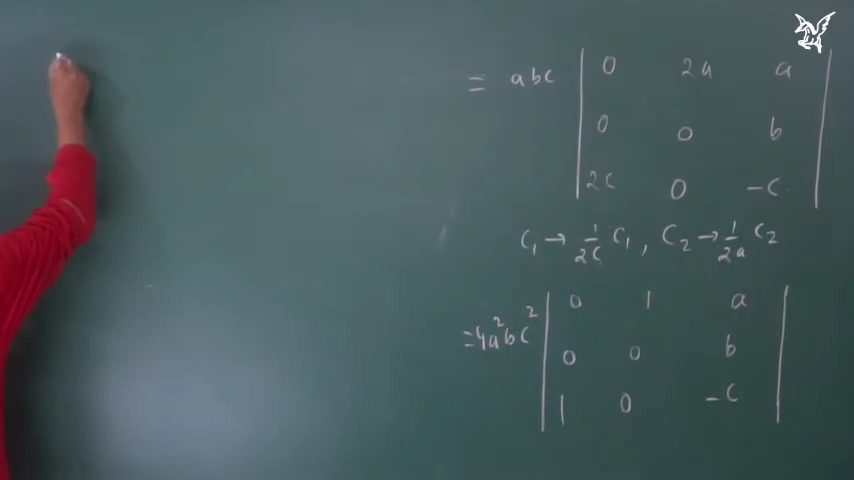 = abc | 0 2a a |
| 0 0 b |
| 2c 0 -c |
C₁ → 1/2c C₁, C₂ → 1/2a C₂
= 4a²bc² | 0 1 a |
| 0 0 b |
| 1 0 -c |